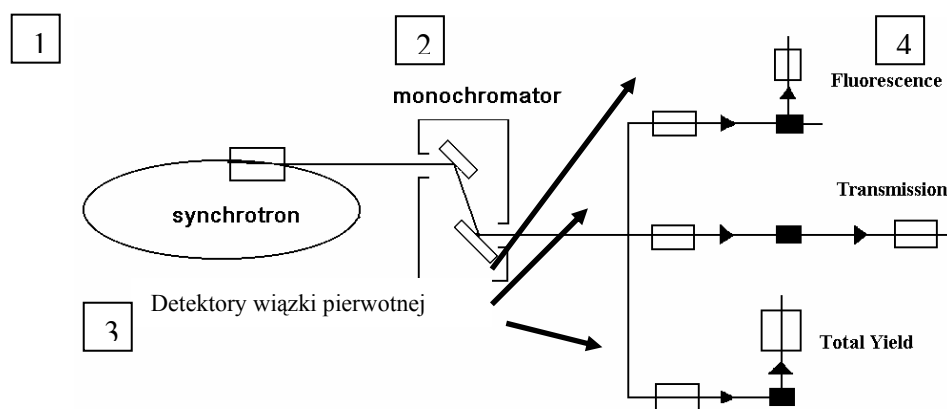 1
2
4
Fluorescence
monochromator
Transmission
synchrotron
Detektory wiązki pierwotnej
3
Total Yield